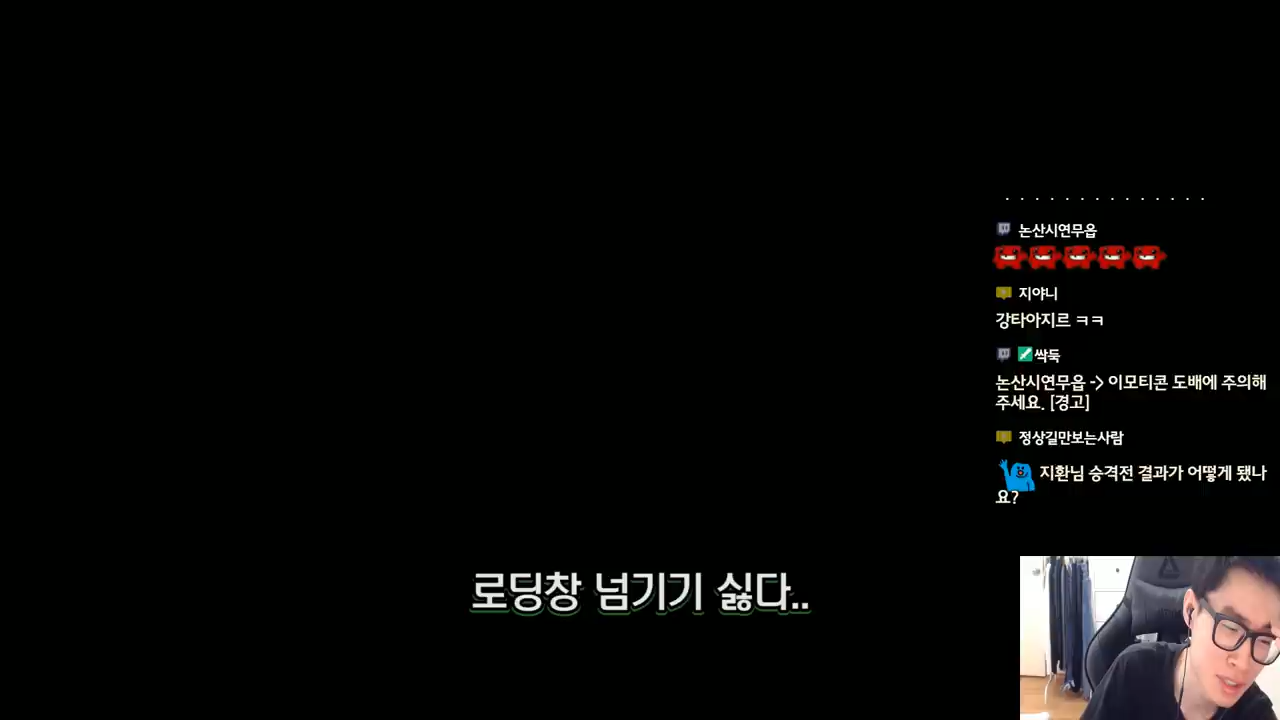 . . . . . . . . . . . . . .
논산시연무읍
지야니
강타아지르 ㅋㅋ
싹둑
논산시연무읍 -> 이모티콘 도배에 주의해
주세요. [경고]
정상길만보는사람
지환님 승격전 결과가 어떻게 됐나
요?
로딩창 넘기기 싫다..